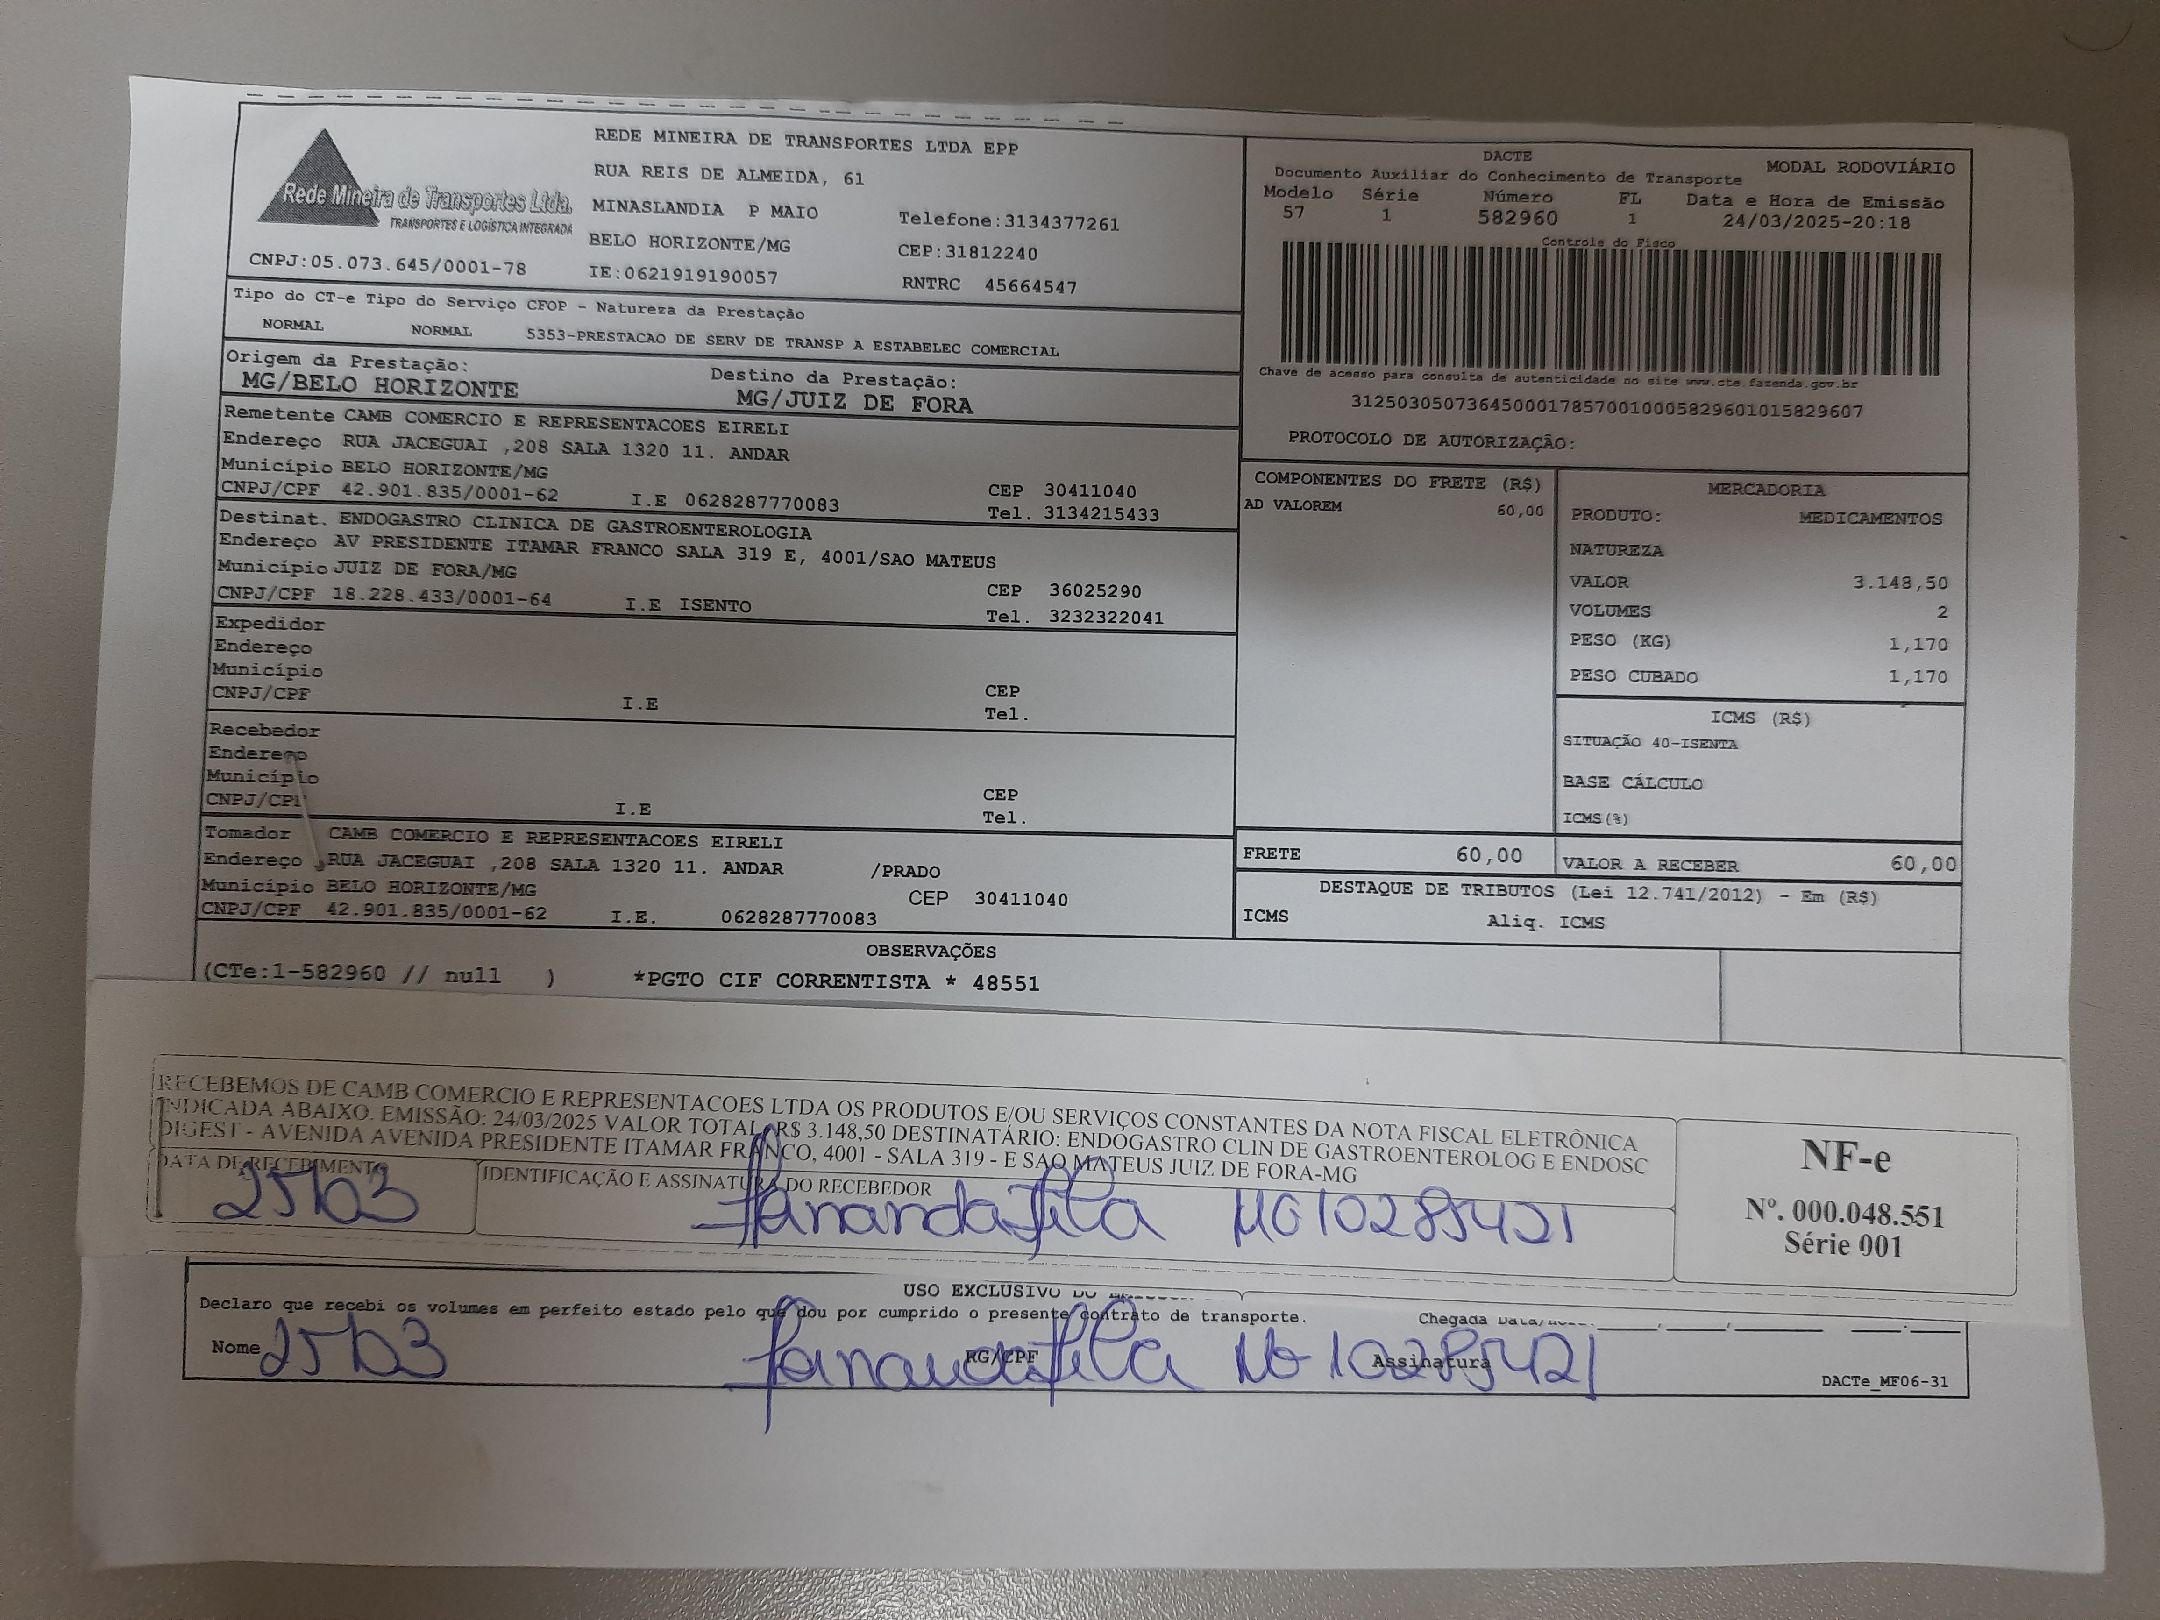 Rede Mineira de Transportes Ltda.
TRANSPORTES E LOGÍSTICA INTEGRADA
CNPJ:05.073.645/0001-78
REDE MINEIRA DE TRANSPORTES LTDA EPP
RUA REIS DE ALMEIDA, 61
MINASLANDIA P MAIO Telefone:3134377261
BELO HORIZONTE/MG CEP:31812240
IE:0621919190057 RNTRC 45664547
DACTE MODAL RODOVIÁRIO
Documento Auxiliar do Conhecimento de Transporte
Modelo Série Número FL Data e Hora de Emissão
57 1 582960 1 24/03/2025-20:18
Controle do Fisco
Chave de acesso para consulta de autenticidade no site www.cte.fazenda.gov.br
31250305073645000178570010005829601015829607
PROTOCOLO DE AUTORIZAÇÃO:
Tipo do CT-e Tipo do Serviço CFOP - Natureza da Prestação
NORMAL NORMAL 5353-PRESTACAO DE SERV DE TRANSP A ESTABELEC COMERCIAL
Origem da Prestação: Destino da Prestação:
MG/BELO HORIZONTE MG/JUIZ DE FORA
Remetente CAMB COMERCIO E REPRESENTACOES EIRELI
Endereço RUA JACEGUAI ,208 SALA 1320 11. ANDAR
Município BELO HORIZONTE/MG CEP 30411040
CNPJ/CPF 42.901.835/0001-62 I.E 0628287770083 Tel. 3134215433
Destinat. ENDOGASTRO CLINICA DE GASTROENTEROLOGIA
Endereço AV PRESIDENTE ITAMAR FRANCO SALA 319 E, 4001/SAO MATEUS
Município JUIZ DE FORA/MG CEP 36025290
CNPJ/CPF 18.228.433/0001-64 I.E ISENTO Tel. 3232322041
Expedidor
Endereço
Município CEP
CNPJ/CPF I.E Tel.
Recebedor
Endereço
Município CEP
CNPJ/CPF I.E Tel.
Tomador CAMB COMERCIO E REPRESENTACOES EIRELI
Endereço RUA JACEGUAI ,208 SALA 1320 11. ANDAR /PRADO
Município BELO HORIZONTE/MG CEP 30411040
CNPJ/CPF 42.901.835/0001-62 I.E. 0628287770083
COMPONENTES DO FRETE (R$)
AD VALOREM 60,00
MERCADORIA
PRODUTO: MEDICAMENTOS
NATUREZA
VALOR 3.148,50
VOLUMES 2
PESO (KG) 1,170
PESO CUBADO 1,170
ICMS (R$)
SITUAÇÃO 40-ISENTA
BASE CÁLCULO
ICMS(%)
FRETE 60,00 VALOR A RECEBER 60,00
DESTAQUE DE TRIBUTOS (Lei 12.741/2012) - Em (R$)
ICMS Aliq. ICMS
OBSERVAÇÕES
(CTe:1-582960 // null ) *PGTO CIF CORRENTISTA * 48551
RECEBEMOS DE CAMB COMERCIO E REPRESENTACOES LTDA OS PRODUTOS E/OU SERVIÇOS CONSTANTES DA NOTA FISCAL ELETRÔNICA
INDICADA ABAIXO. EMISSÃO: 24/03/2025 VALOR TOTAL: R$ 3.148,50 DESTINATÁRIO: ENDOGASTRO CLIN DE GASTROENTEROLOG E ENDOSC
DIGEST - AVENIDA AVENIDA PRESIDENTE ITAMAR FRANCO, 4001 - SALA 319 - E SAO MATEUS JUIZ DE FORA-MG
DATA DE RECEBIMENTO IDENTIFICAÇÃO E ASSINATURA DO RECEBEDOR
25/03 MG10285421
NF-e
Nº. 000.048.551
Série 001
USO EXCLUSIVO DO
Declaro que recebi os volumes em perfeito estado pelo que dou por cumprido o presente contrato de transporte. Chegada
Nome 25/03 RG/CPF 10285421 Assinatura
DACTe_MF06-31